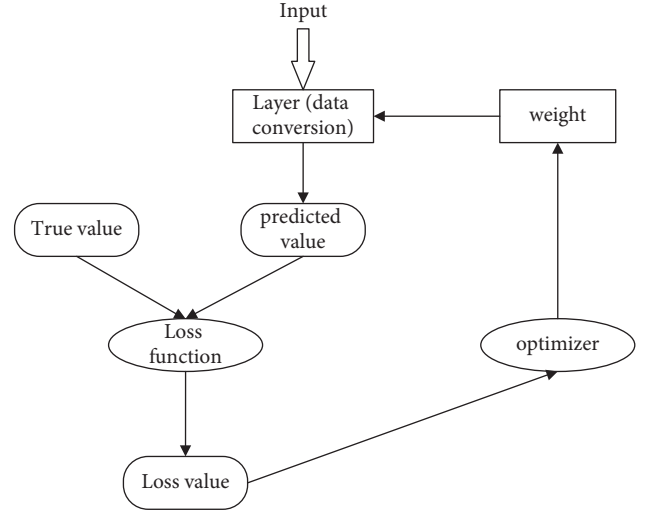 Input
Layer (data
conversion)
weight
True value
predicted
value
Loss
function
optimizer
Loss value